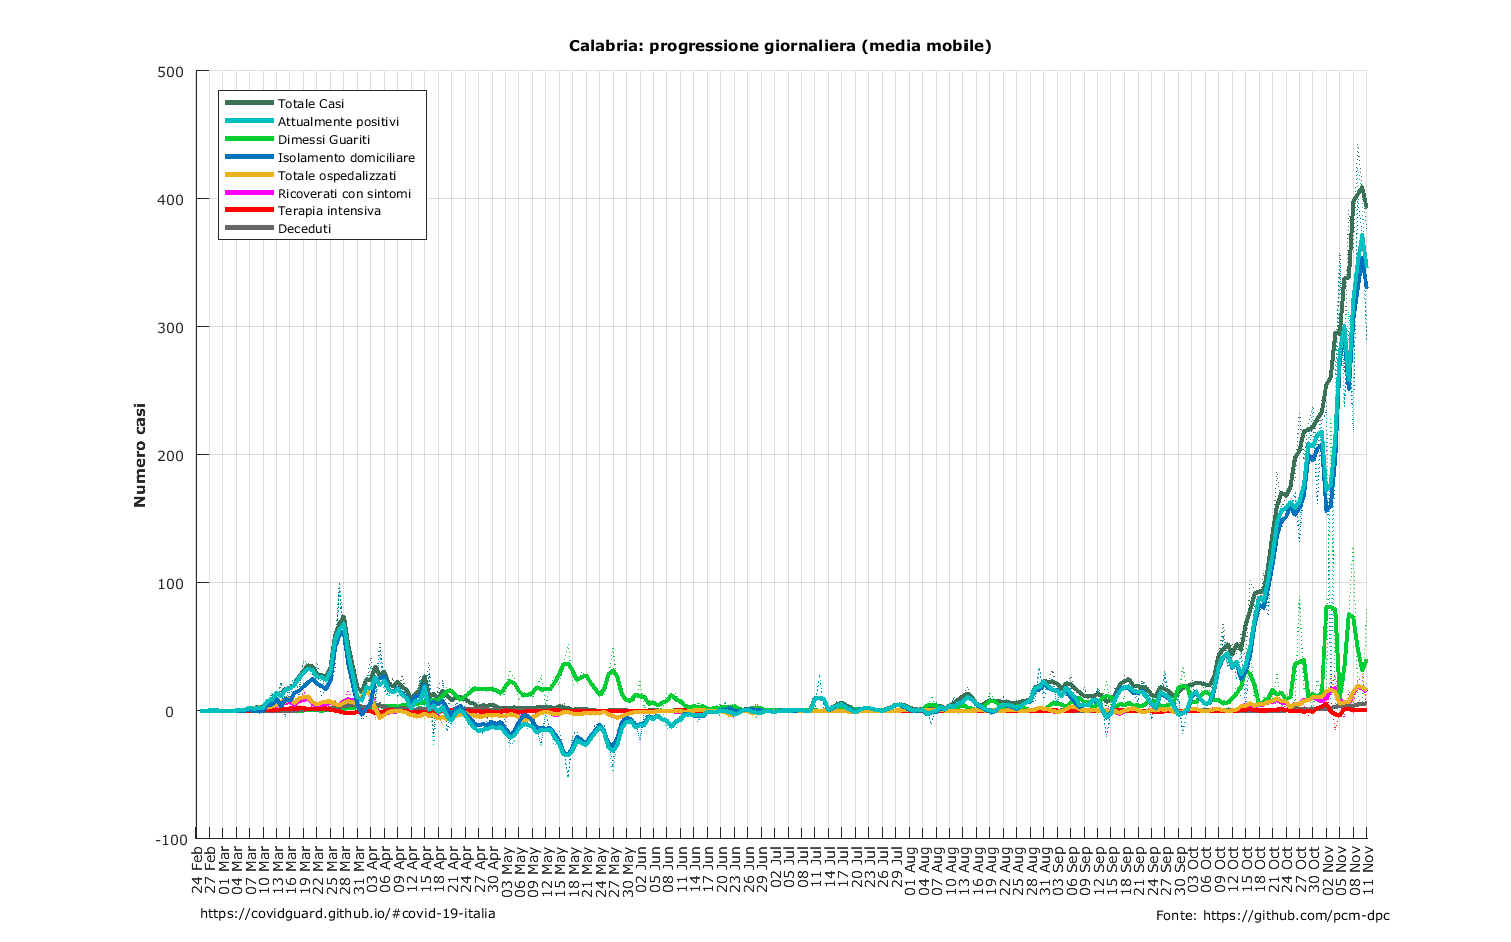 Calabria: progressione giornaliera (media mobile)
500
400
300
200
100
0
-100
Numero casi
Totale Casi
Attualmente positivi
Dimessi Guariti
Isolamento domiciliare
Totale ospedalizzati
Ricoverati con sintomi
Terapia intensiva
Deceduti
24 Feb
27 Feb
01 Mar
04 Mar
07 Mar
10 Mar
13 Mar
16 Mar
19 Mar
22 Mar
25 Mar
28 Mar
31 Mar
03 Apr
06 Apr
09 Apr
12 Apr
15 Apr
18 Apr
21 Apr
24 Apr
27 Apr
30 Apr
03 May
06 May
09 May
12 May
15 May
18 May
21 May
24 May
27 May
30 May
02 Jun
05 Jun
08 Jun
11 Jun
14 Jun
17 Jun
20 Jun
23 Jun
26 Jun
29 Jun
02 Jul
05 Jul
08 Jul
11 Jul
14 Jul
17 Jul
20 Jul
23 Jul
26 Jul
29 Jul
01 Aug
04 Aug
07 Aug
10 Aug
13 Aug
16 Aug
19 Aug
22 Aug
25 Aug
28 Aug
31 Aug
03 Sep
06 Sep
09 Sep
12 Sep
15 Sep
18 Sep
21 Sep
24 Sep
27 Sep
30 Sep
03 Oct
06 Oct
09 Oct
12 Oct
15 Oct
18 Oct
21 Oct
24 Oct
27 Oct
30 Oct
02 Nov
05 Nov
08 Nov
11 Nov
https://covidguard.github.io/#covid-19-italia
Fonte: https://github.com/pcm-dpc